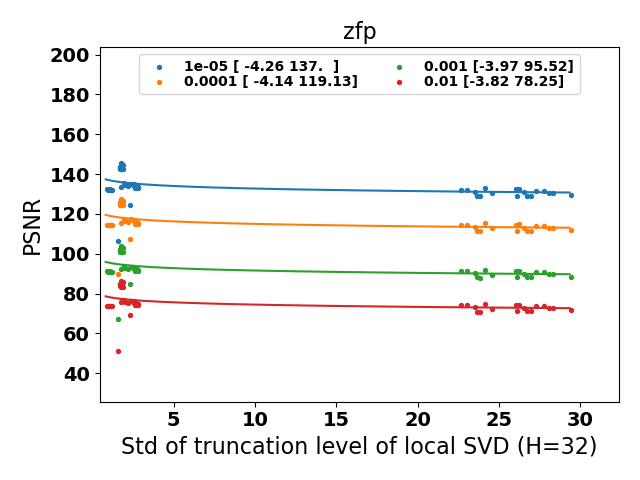 zfp
1e-05 [ -4.26 137.  ]
0.0001 [ -4.14 119.13]
0.001 [-3.97 95.52]
0.01 [-3.82 78.25]
PSNR
200
180
160
140
120
100
80
60
40
5 10 15 20 25 30
Std of truncation level of local SVD (H=32)